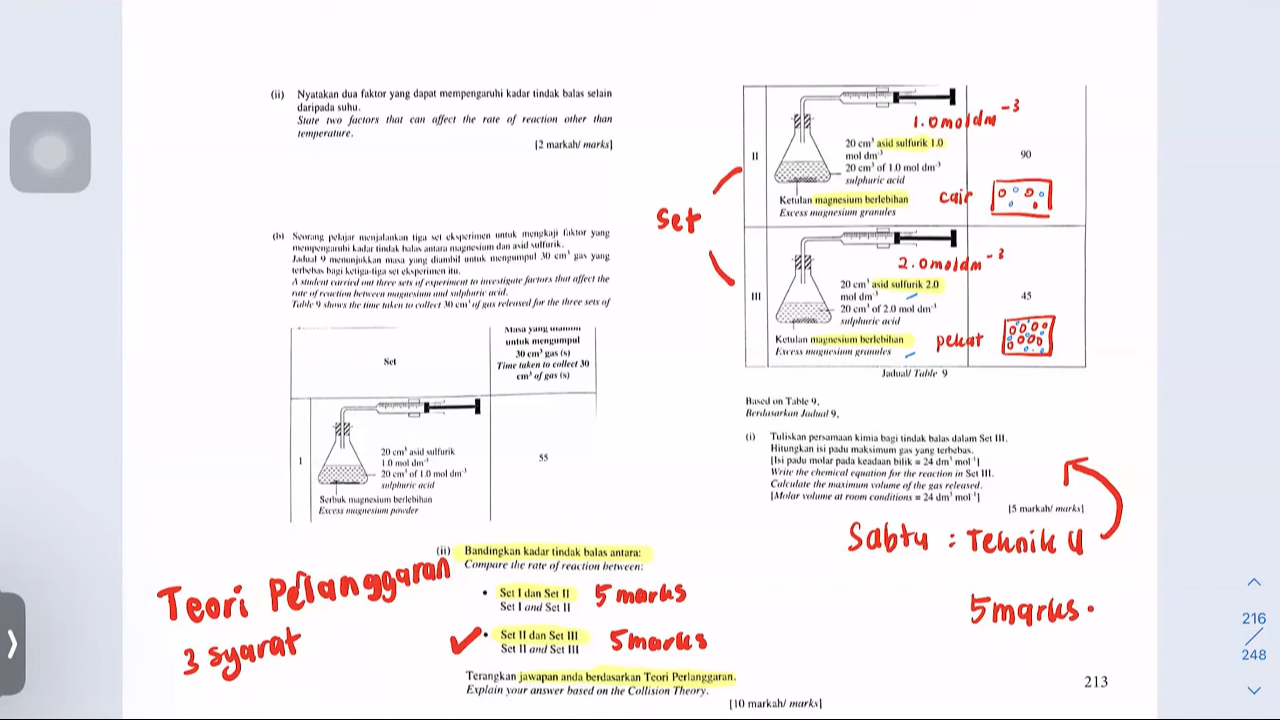 (ii) Nyatakan dua faktor yang dapat mempengaruhi kadar tindak balas selain
daripada suhu.
State two factors that can affect the rate of reaction other than
temperature.
[2 markah/ marks]
(b) Seorang pelajar menjalankan tiga set eksperimen untuk mengkaji faktor yang
mempengaruhi kadar tindak balas antara magnesium dan asid sulfurik.
Jadual 9 menunjukkan masa yang diambil untuk mengumpul 30 cm³ gas yang
terbebas bagi ketiga-tiga set eksperimen itu.
A student carried out three sets of experiment to investigate factors that affect the
rate of reaction between magnesium and sulphuric acid.
Table 9 shows the time taken to collect 30 cm³ of gas released for the three sets of
Set
Masa yang diambil
untuk mengumpul
30 cm³ gas (s)
Time taken to collect 30
cm³ of gas (s)
I
20 cm³ asid sulfurik
1.0 mol dm⁻³
20 cm³ of 1.0 mol dm⁻³
sulphuric acid
Serbuk magnesium berlebihan
Excess magnesium powder
55
(ii) Bandingkan kadar tindak balas antara:
Compare the rate of reaction between:
• Set I dan Set II 5 marks
Set I and Set II
• Set II dan Set III 5 marks
Set II and Set III
Terangkan jawapan anda berdasarkan Teori Perlanggaran.
Explain your answer based on the Collision Theory.
[10 markah/ marks]
Teori Pelanggaran
3 syarat
set
II
1.0 mol dm⁻³
20 cm³ asid sulfurik 1.0
mol dm⁻³
20 cm³ of 1.0 mol dm⁻³
sulphuric acid
Ketulan magnesium berlebihan
Excess magnesium granules
90
cair
III
2.0 mol dm⁻³
20 cm³ asid sulfurik 2.0
mol dm⁻³
20 cm³ of 2.0 mol dm⁻³
sulphuric acid
Ketulan magnesium berlebihan
Excess magnesium granules
45
pekat
Jadual/ Table 9
Based on Table 9,
Berdasarkan Jadual 9,
(i) Tuliskan persamaan kimia bagi tindak balas dalam Set III.
Hitungkan isi padu maksimum gas yang terbebas.
[Isi padu molar pada keadaan bilik = 24 dm³ mol⁻¹]
Write the chemical equation for the reaction in Set III.
Calculate the maximum volume of the gas released.
[Molar volume at room conditions = 24 dm³ mol⁻¹]
[5 markah/ marks]
Sabtu : Teknik 4
5 marks.
216
248
213